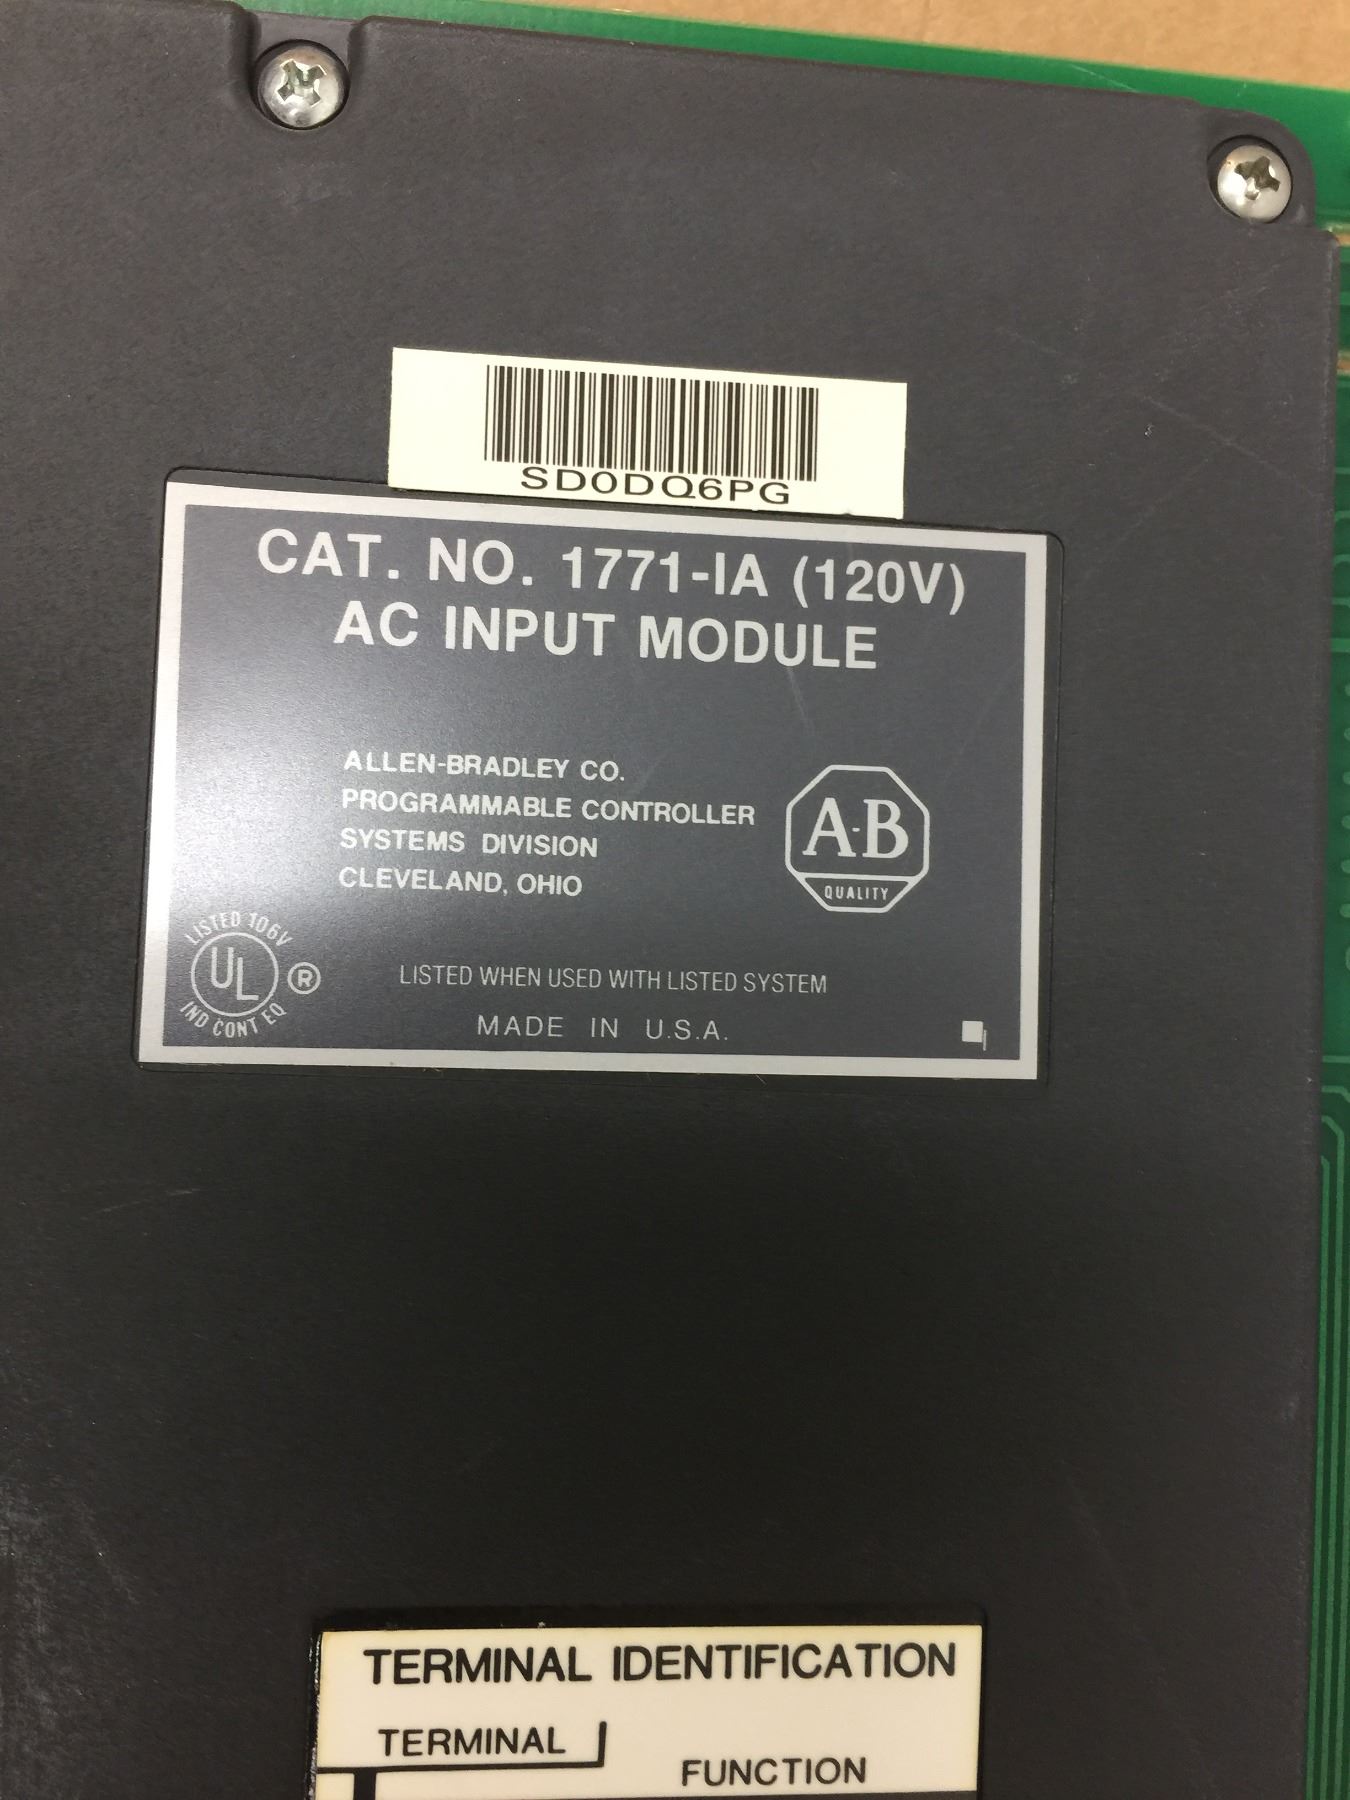 SD0DQ6PG
CAT. NO. 1771-IA (120V)
AC INPUT MODULE
ALLEN-BRADLEY CO.
PROGRAMMABLE CONTROLLER
SYSTEMS DIVISION
CLEVELAND, OHIO
A-B
QUALITY
LISTED 106V
UL ®
IND CONT EQ
LISTED WHEN USED WITH LISTED SYSTEM
MADE IN U.S.A.
TERMINAL IDENTIFICATION
TERMINAL
FUNCTION